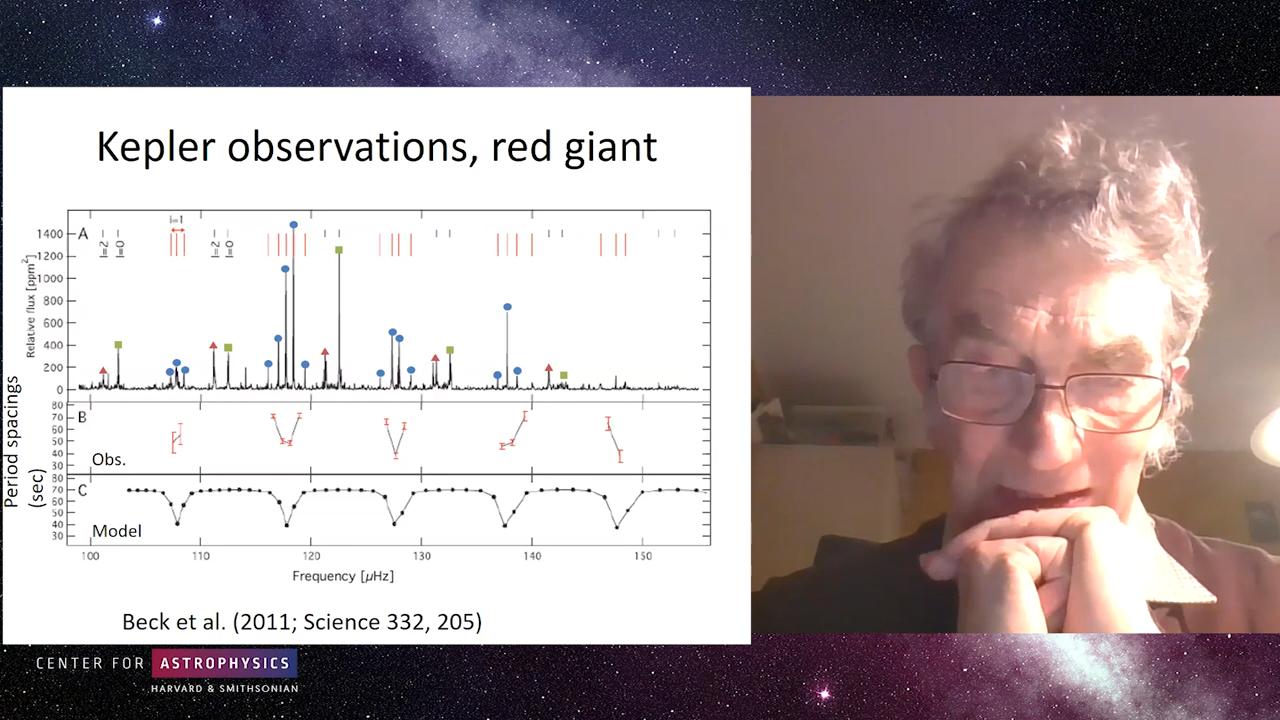 Kepler observations, red giant
A
l=1
l=2
l=0
l=2
l=0
1400
1200
1000
800
600
400
200
0
Relative flux [ppm²]
B
80
70
60
50
40
30
Obs.
C
80
70
60
50
40
30
Model
Period spacings
(sec)
100 110 120 130 140 150
Frequency [µHz]
Beck et al. (2011; Science 332, 205)
CENTER FOR ASTROPHYSICS
HARVARD & SMITHSONIAN